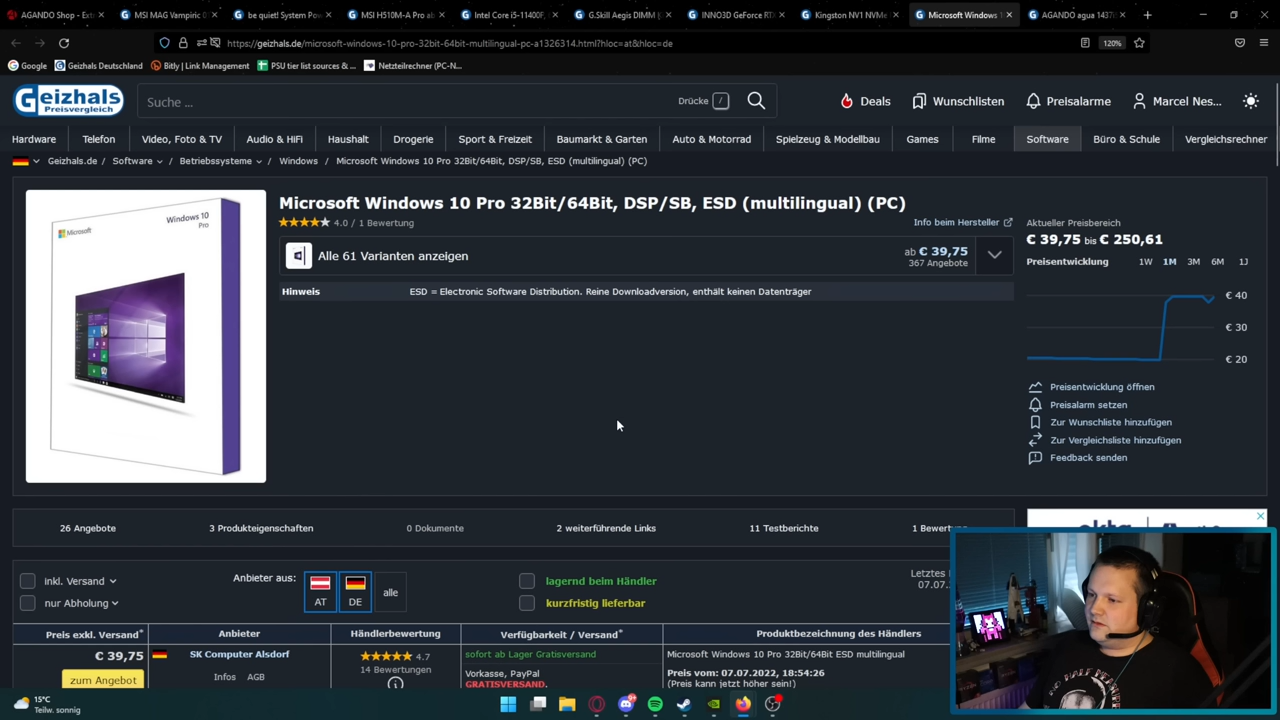 AGANDO Shop - Ext
MSI MAG Vampiric 0
be quiet! System Pow
MSI H510M-A Pro ab
Intel Core i5-11400F,
G.Skill Aegis DIMM
INNO3D GeForce RTX
Kingston NV1 NVMe
Microsoft Windows 1
AGANDO agua 1437i5
https://geizhals.de/microsoft-windows-10-pro-32bit-64bit-multilingual-pc-a1326314.html?hloc=at&hloc=de
120%
Google
Geizhals Deutschland
Bitly | Link Management
PSU tier list sources & ...
Netzteilrechner (PC-N...
Geizhals
Preisvergleich
Suche ...
Drücke /
Deals
Wunschlisten
Preisalarme
Marcel Nes...
Hardware
Telefon
Video, Foto & TV
Audio & HiFi
Haushalt
Drogerie
Sport & Freizeit
Baumarkt & Garten
Auto & Motorrad
Spielzeug & Modellbau
Games
Filme
Software
Büro & Schule
Vergleichsrechner
Geizhals.de / Software / Betriebssysteme / Windows / Microsoft Windows 10 Pro 32Bit/64Bit, DSP/SB, ESD (multilingual) (PC)
Windows 10
Pro
Microsoft
Microsoft Windows 10 Pro 32Bit/64Bit, DSP/SB, ESD (multilingual) (PC)
4.0 / 1 Bewertung
Info beim Hersteller
Alle 61 Varianten anzeigen
ab € 39,75
367 Angebote
Hinweis
ESD = Electronic Software Distribution. Reine Downloadversion, enthält keinen Datenträger
Aktueller Preisbereich
€ 39,75 bis € 250,61
Preisentwicklung
1W
1M
3M
6M
1J
€ 40
€ 30
€ 20
Preisentwicklung öffnen
Preisalarm setzen
Zur Wunschliste hinzufügen
Zur Vergleichsliste hinzufügen
Feedback senden
26 Angebote
3 Produkteigenschaften
0 Dokumente
2 weiterführende Links
11 Testberichte
1 Bewertung
okta
inkl. Versand
nur Abholung
Anbieter aus:
AT
DE
alle
lagernd beim Händler
kurzfristig lieferbar
Letztes
07.07.
Preis exkl. Versand*
Anbieter
Händlerbewertung
Verfügbarkeit / Versand*
Produktbezeichnung des Händlers
€ 39,75
zum Angebot
SK Computer Alsdorf
Infos
AGB
4.7
14 Bewertungen
sofort ab Lager Gratisversand
Vorkasse, PayPal
GRATISVERSAND.
Microsoft Windows 10 Pro 32Bit/64Bit ESD multilingual
Preis vom: 07.07.2022, 18:54:26
(Preis kann jetzt höher sein!)
15°C
Teilw. sonnig